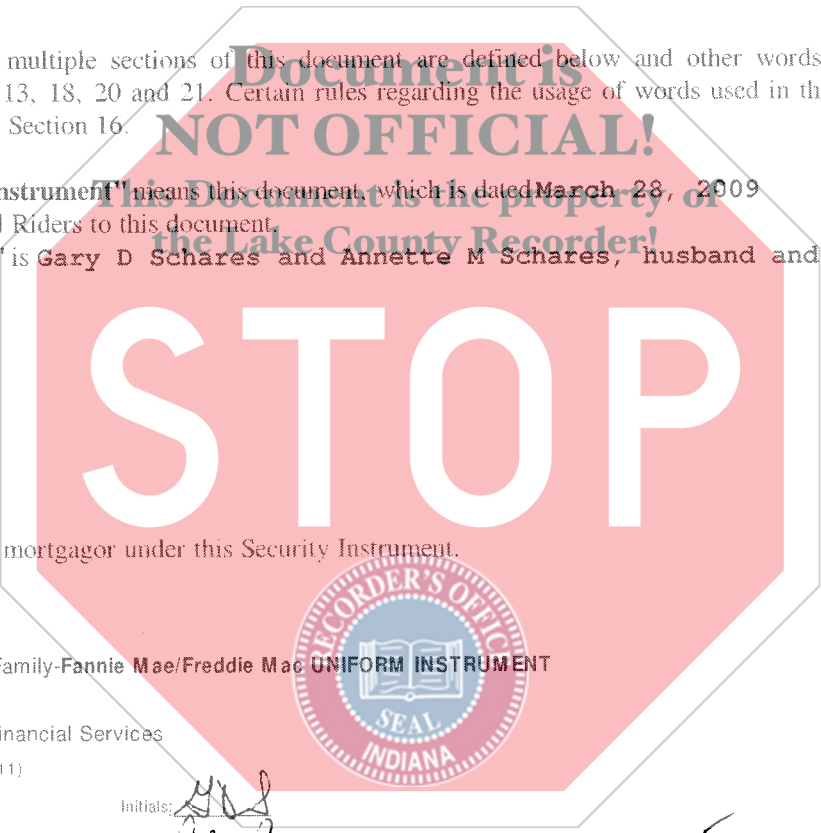 multiple sections of this document are defined below and other words
Document is
13, 18, 20 and 21. Certain rules regarding the usage of words used in th
Section 16.
NOT OFFICIAL!
nstrument" means this document, which is dated March 28, 2009
This Document is the property of
d Riders to this document.
the Lake County Recorder!
" is Gary D Schares and Annette M Schares, husband and
STOP
mortgagor under this Security Instrument.
RECORDER'S OFFICE
SEAL
INDIANA
Family-Fannie Mae/Freddie Mac UNIFORM INSTRUMENT
inancial Services
11)
Initials: GDS